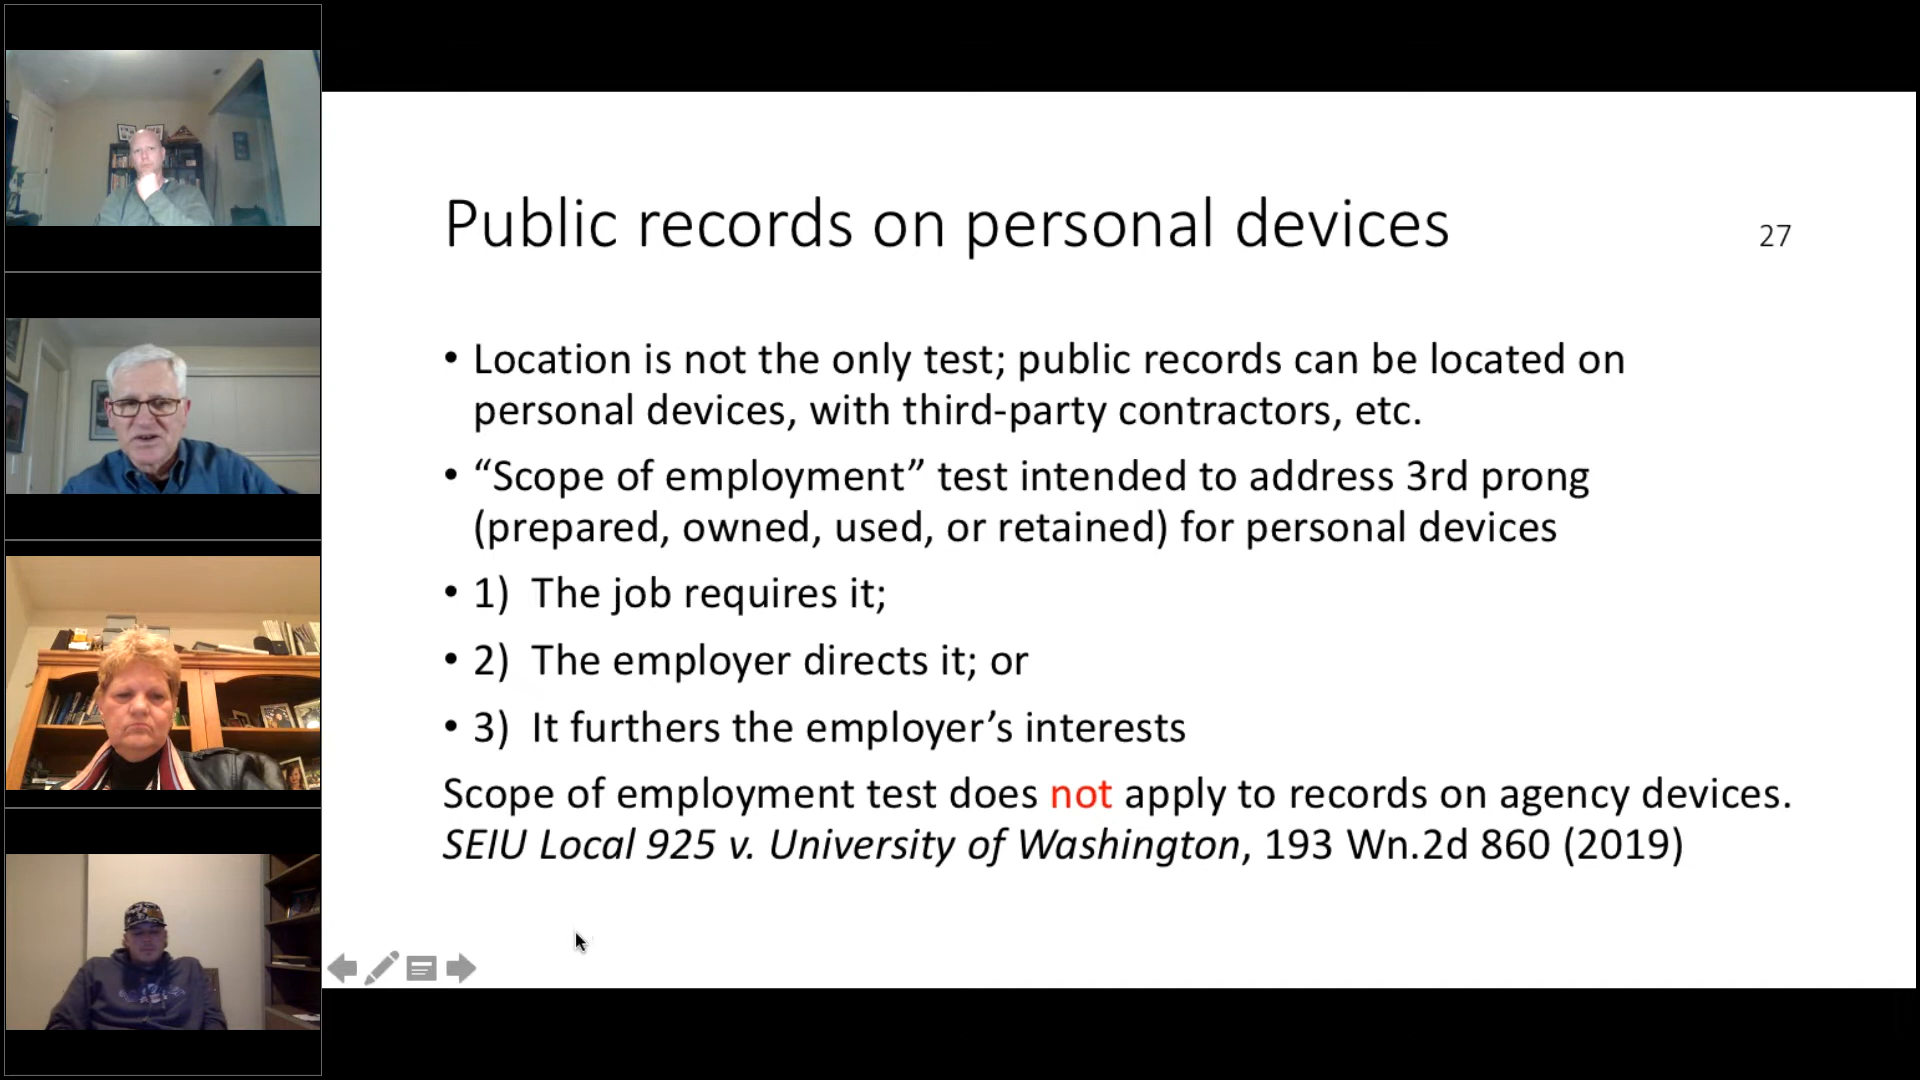 Public records on personal devices
27
• Location is not the only test; public records can be located on
personal devices, with third-party contractors, etc.
• “Scope of employment” test intended to address 3rd prong
(prepared, owned, used, or retained) for personal devices
• 1) The job requires it;
• 2) The employer directs it; or
• 3) It furthers the employer’s interests
Scope of employment test does not apply to records on agency devices.
SEIU Local 925 v. University of Washington, 193 Wn.2d 860 (2019)